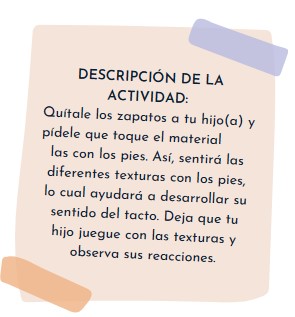 DESCRIPCIÓN DE LA
ACTIVIDAD:
Quítale los zapatos a tu hijo(a) y
pídele que toque el material
las con los pies. Así, sentirá las
diferentes texturas con los pies,
lo cual ayudará a desarrollar su
sentido del tacto. Deja que tu
hijo juegue con las texturas y
observa sus reacciones.